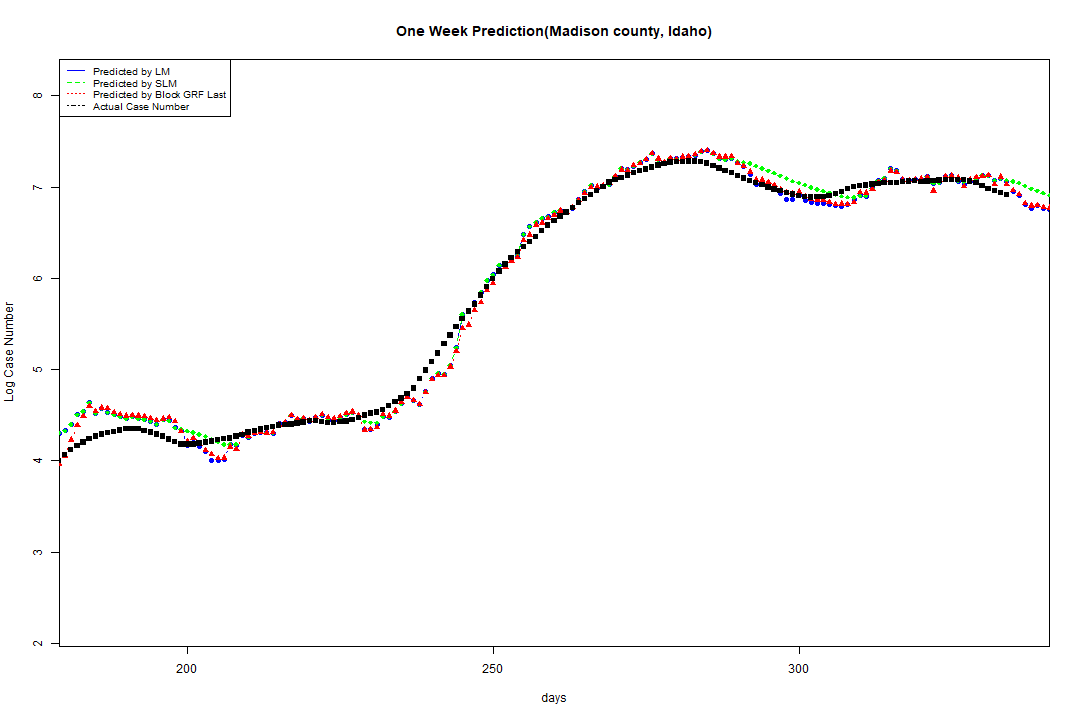 One Week Prediction(Madison county, Idaho)
Predicted by LM
Predicted by SLM
Predicted by Block GRF Last
Actual Case Number
8
7
6
5
4
3
2
Log Case Number
200
250
300
days